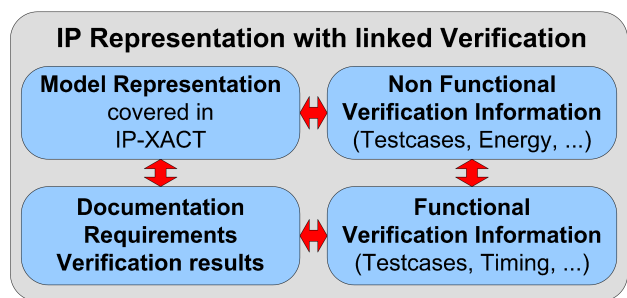 IP Representation with linked Verification
Model Representation
covered in
IP-XACT
Non Functional
Verification Information
(Testcases, Energy, ...)
Documentation
Requirements
Verification results
Functional
Verification Information
(Testcases, Timing, ...)